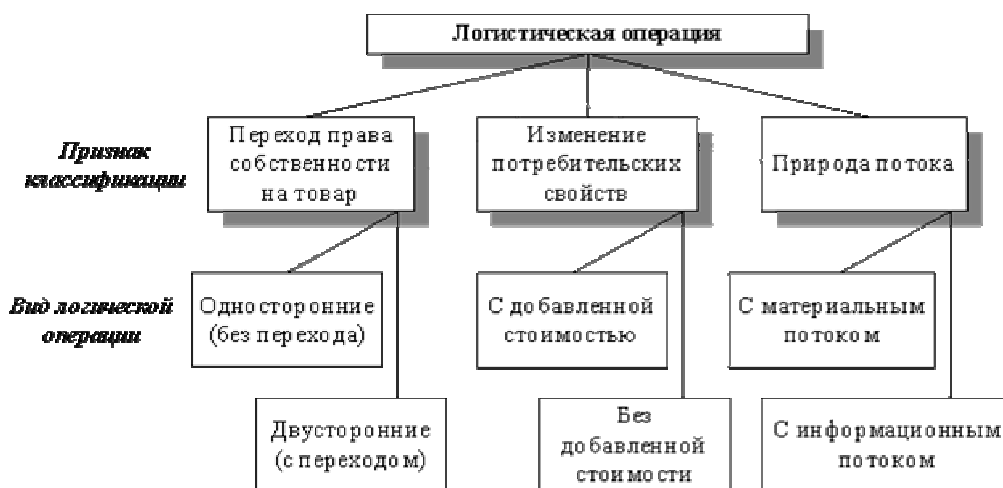 Логистическая операция
Признак
классификации
Переход права
собственности
на товар
Изменение
потребительских
свойств
Природа потока
Вид логической
операции
Односторонние
(без перехода)
С добавленной
стоимостью
С материальным
потоком
Двусторонние
(с переходом)
Без
добавленной
стоимости
С информационным
потоком